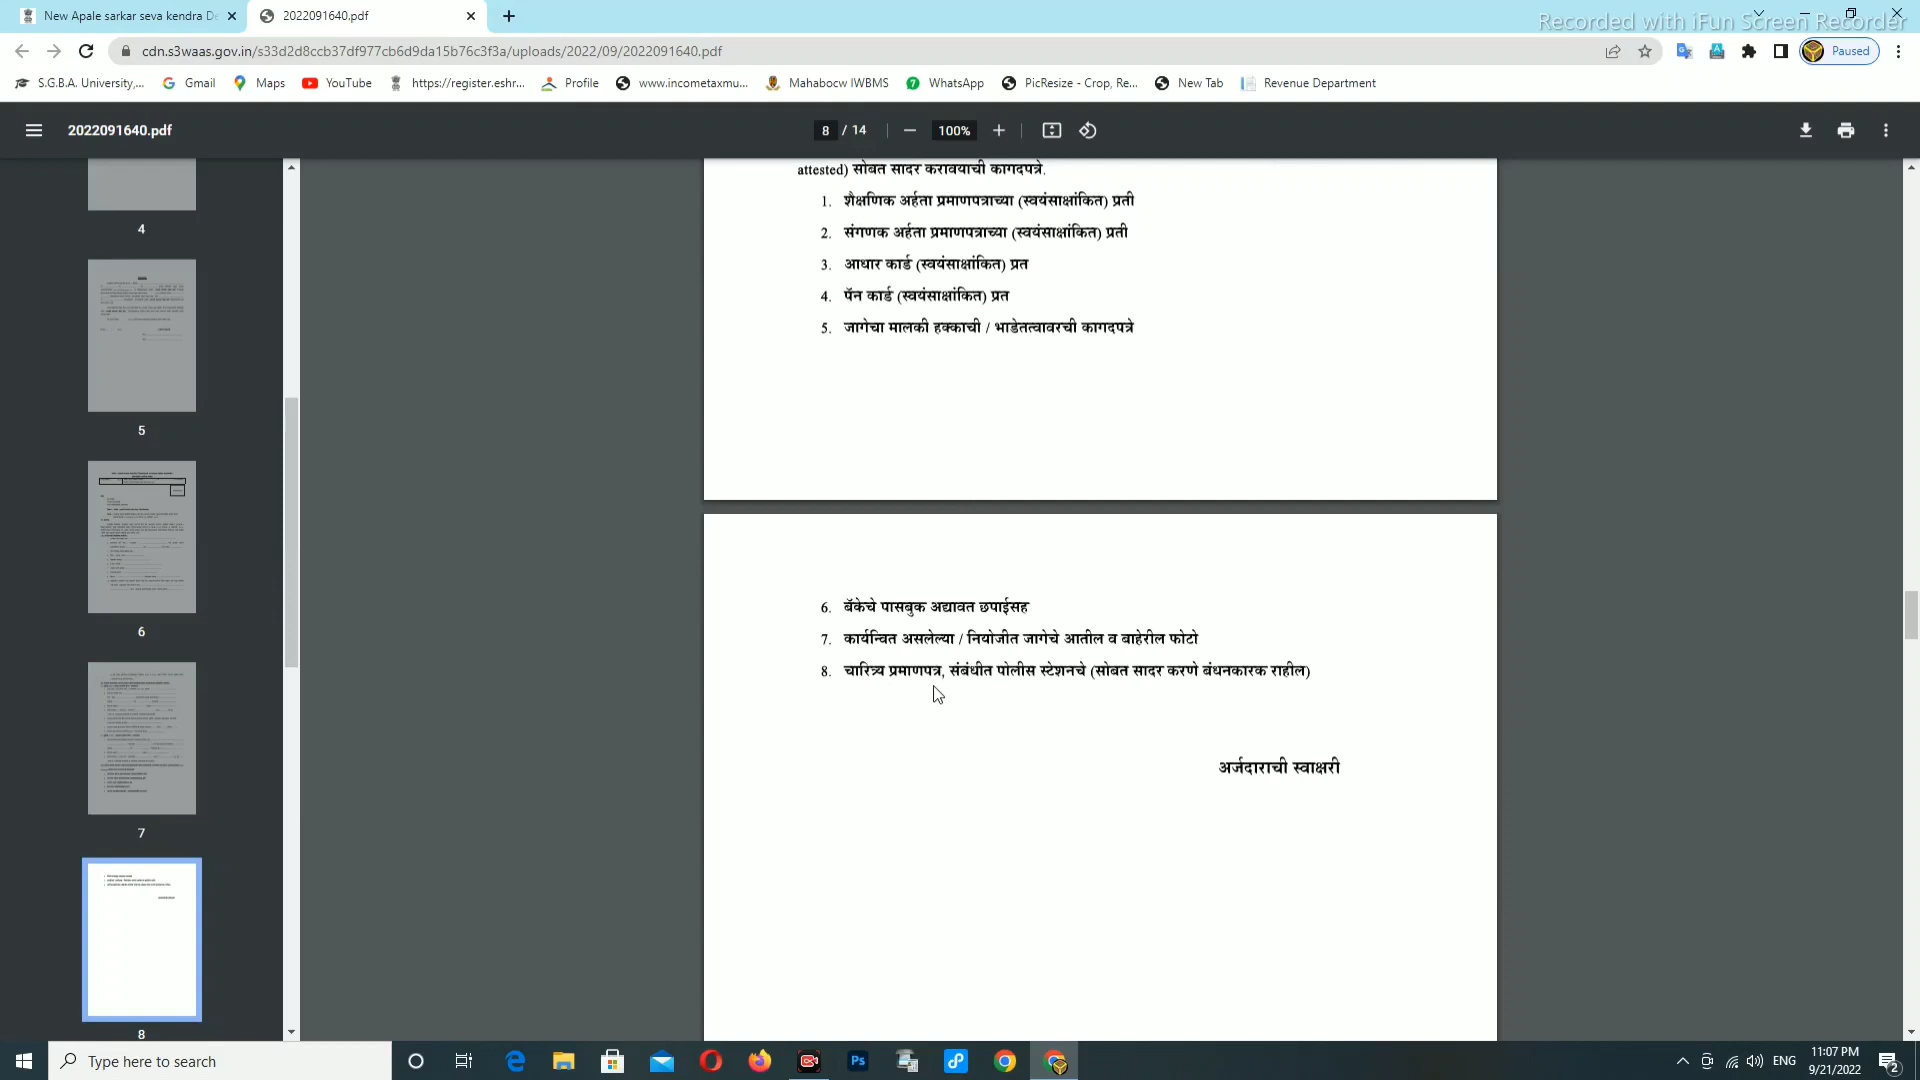 New Apale sarkar seva kendra De
2022091640.pdf
Recorded with iFun Screen Recorder
cdn.s3waas.gov.in/s33d2d8ccb37df977cb6d9da15b76c3f3a/uploads/2022/09/2022091640.pdf
Paused
S.G.B.A. University,...
Gmail
Maps
YouTube
https://register.eshr...
Profile
www.incometaxmu...
Mahabocw IWBMS
WhatsApp
PicResize - Crop, Re...
New Tab
Revenue Department
2022091640.pdf
8 / 14
100%
attested) सोबत सादर करावयाची कागदपत्रे.
1. शैक्षणिक अर्हता प्रमाणपत्राच्या (स्वयंसाक्षांकित) प्रती
2. संगणक अर्हता प्रमाणपत्राच्या (स्वयंसाक्षांकित) प्रती
3. आधार कार्ड (स्वयंसाक्षांकित) प्रत
4. पॅन कार्ड (स्वयंसाक्षांकित) प्रत
5. जागेचा मालकी हक्काची / भाडेतत्वावरची कागदपत्रे
6. बॅकेचे पासबुक अद्यावत छपाईसह
7. कार्यन्वित असलेल्या / नियोजीत जागेचे आतील व बाहेरील फोटो
8. चारित्र्य प्रमाणपत्र, संबंधीत पोलीस स्टेशनचे (सोबत सादर करणे बंधनकारक राहील)
अर्जदाराची स्वाक्षरी
4
5
6
7
8
Type here to search
Ps
ENG
11:07 PM
9/21/2022
2